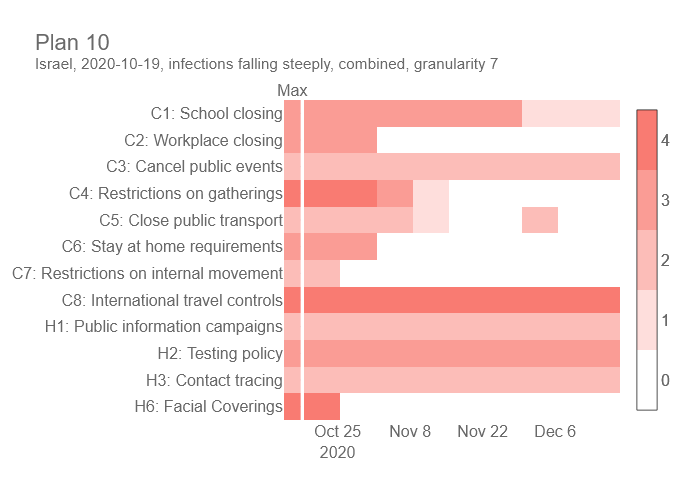 Plan 10
Israel, 2020-10-19, infections falling steeply, combined, granularity 7
Max
C1: School closing
C2: Workplace closing
C3: Cancel public events
C4: Restrictions on gatherings
C5: Close public transport
C6: Stay at home requirements
C7: Restrictions on internal movement
C8: International travel controls
H1: Public information campaigns
H2: Testing policy
H3: Contact tracing
H6: Facial Coverings
Oct 25 Nov 8 Nov 22 Dec 6
2020
4
3
2
1
0